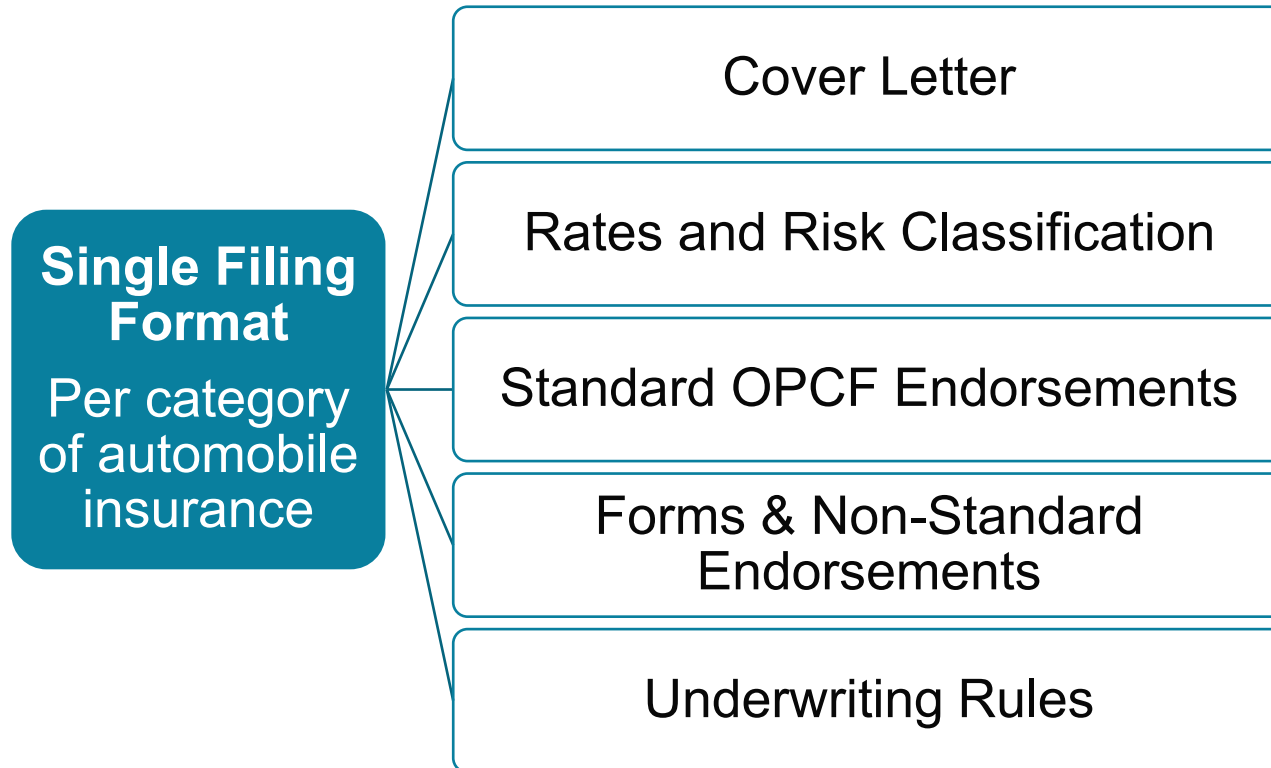 Single Filing
Format
Per category
of automobile
insurance
Cover Letter
Rates and Risk Classification
Standard OPCF Endorsements
Forms & Non-Standard
Endorsements
Underwriting Rules